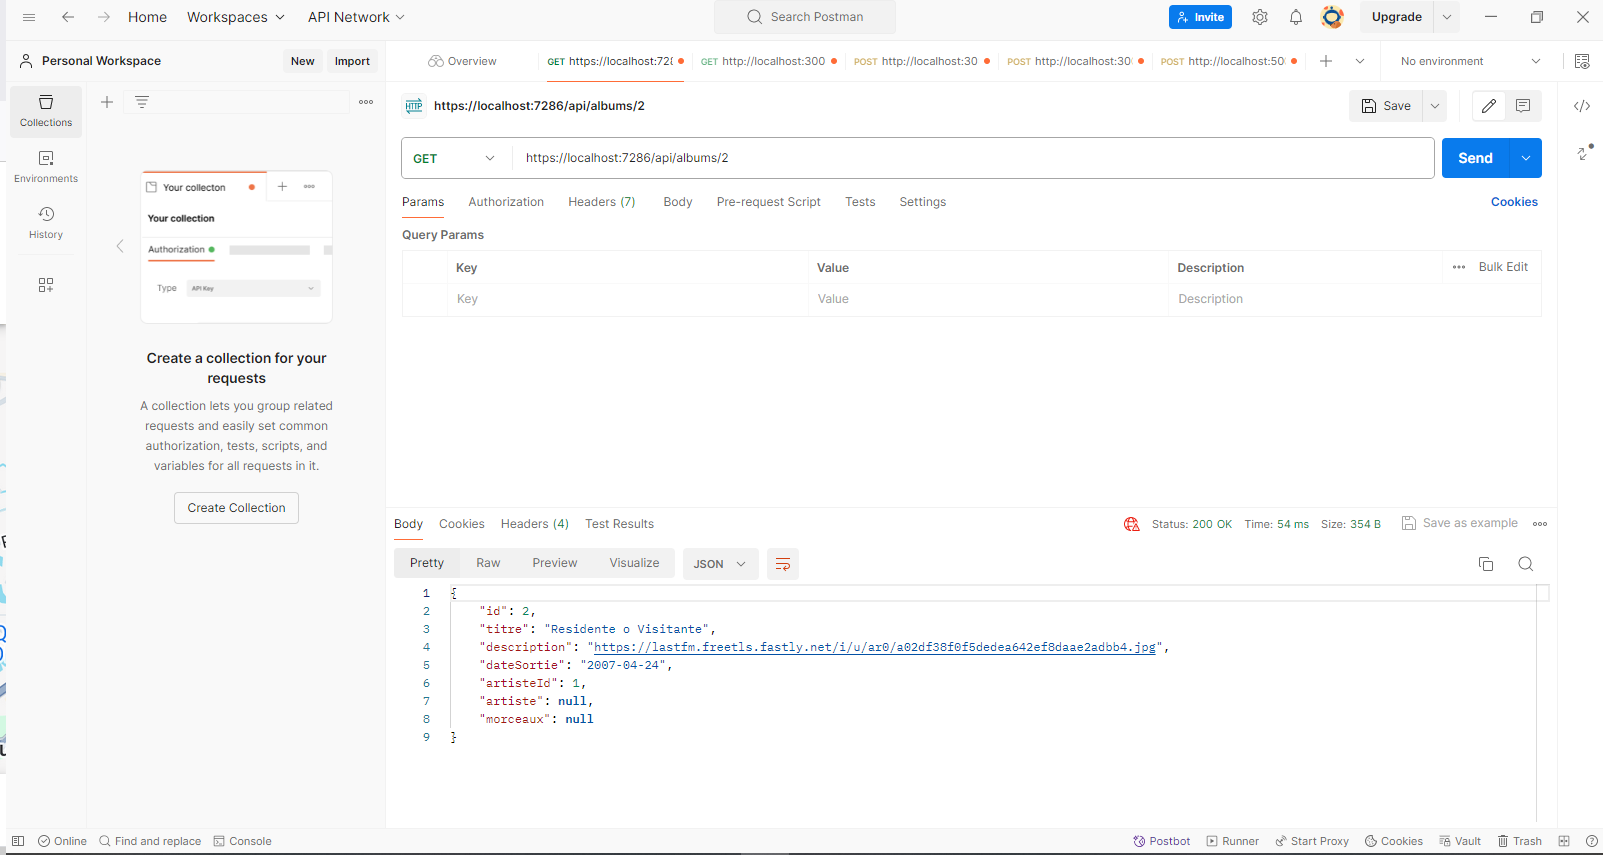 Home
Workspaces
API Network
Search Postman
Invite
Upgrade
Personal Workspace
New
Import
Overview
GET https://localhost:728
GET http://localhost:300
POST http://localhost:30
POST http://localhost:30
POST http://localhost:50
No environment
Collections
Environments
History
HTTP
https://localhost:7286/api/albums/2
Save
GET
https://localhost:7286/api/albums/2
Send
Params
Authorization
Headers (7)
Body
Pre-request Script
Tests
Settings
Cookies
Query Params
Key
Value
Description
Bulk Edit
Key
Value
Description
Your collecton
Your collection
Authorization
Type
API Key
Create a collection for your
requests
A collection lets you group related
requests and easily set common
authorization, tests, scripts, and
variables for all requests in it.
Create Collection
Body
Cookies
Headers (4)
Test Results
Status: 200 OK
Time: 54 ms
Size: 354 B
Save as example
Pretty
Raw
Preview
Visualize
JSON
1 {
2 "id": 2,
3 "titre": "Residente o Visitante",
4 "description": "https://lastfm.freetls.fastly.net/i/u/ar0/a02df38f0f5dedea642ef8daae2adbb4.jpg",
5 "dateSortie": "2007-04-24",
6 "artisteId": 1,
7 "artiste": null,
8 "morceaux": null
9 }
Online
Find and replace
Console
Postbot
Runner
Start Proxy
Cookies
Vault
Trash